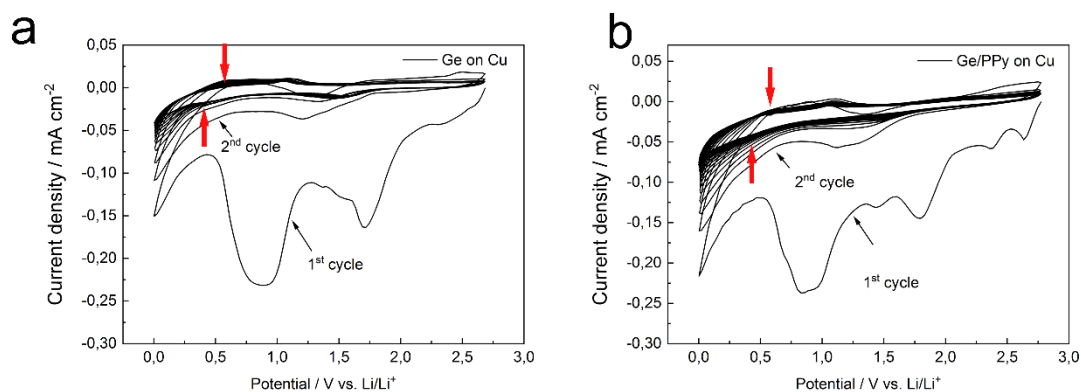 a
0,05
0,00
-0,05
-0,10
-0,15
-0,20
-0,25
-0,30
Current density / mA cm-2
Ge on Cu
2nd cycle
1st cycle
0,0 0,5 1,0 1,5 2,0 2,5 3,0
Potential / V vs. Li/Li+
b
0,05
0,00
-0,05
-0,10
-0,15
-0,20
-0,25
-0,30
Current density / mA cm-2
Ge/PPy on Cu
2nd cycle
1st cycle
0,0 0,5 1,0 1,5 2,0 2,5 3,0
Potential / V vs. Li/Li+